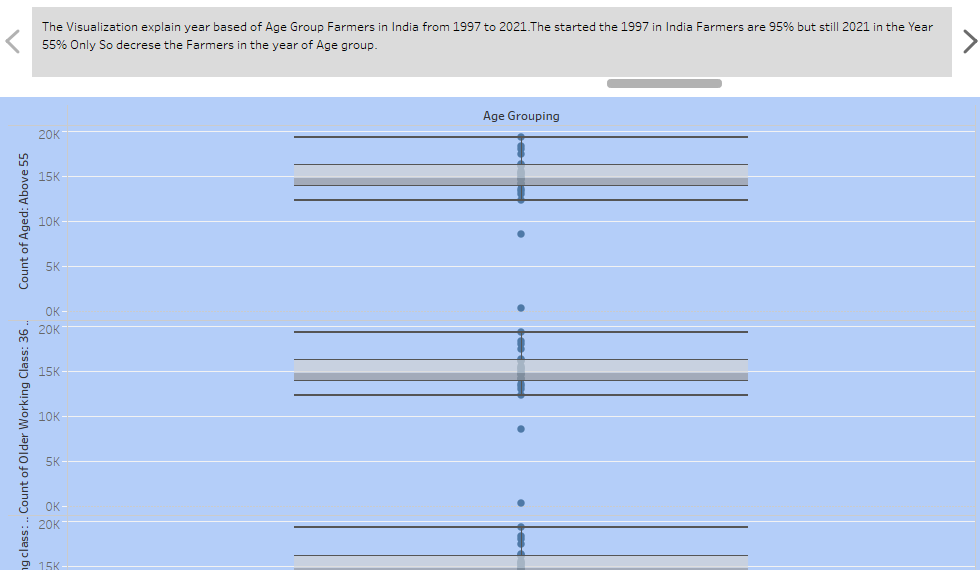 The Visualization explain year based of Age Group Farmers in India from 1997 to 2021.The started the 1997 in India Farmers are 95% but still 2021 in the Year
55% Only So decrese the Farmers in the year of Age group.
Age Grouping
Count of Aged: Above 55
20K
15K
10K
5K
0K
Count of Older Working Class: 36 ..
20K
15K
10K
5K
0K
ng class: ..
20K
15K